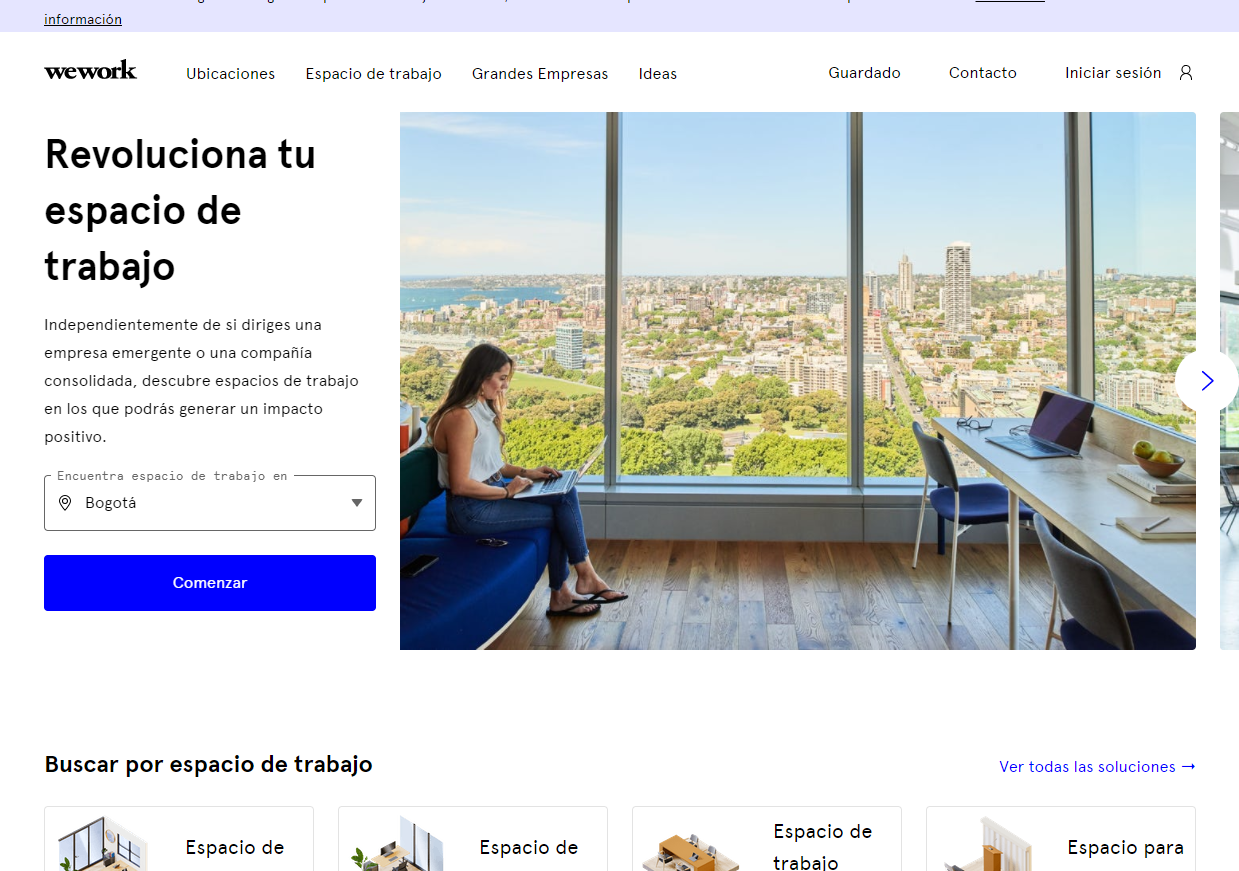 información
wework
Ubicaciones
Espacio de trabajo
Grandes Empresas
Ideas
Guardado
Contacto
Iniciar sesión
Revoluciona tu
espacio de
trabajo
Independientemente de si diriges una
empresa emergente o una compañía
consolidada, descubre espacios de trabajo
en los que podrás generar un impacto
positivo.
Encuentra espacio de trabajo en
Bogotá
Comenzar
Buscar por espacio de trabajo
Ver todas las soluciones →
Espacio de
Espacio de
Espacio de
trabajo
Espacio para